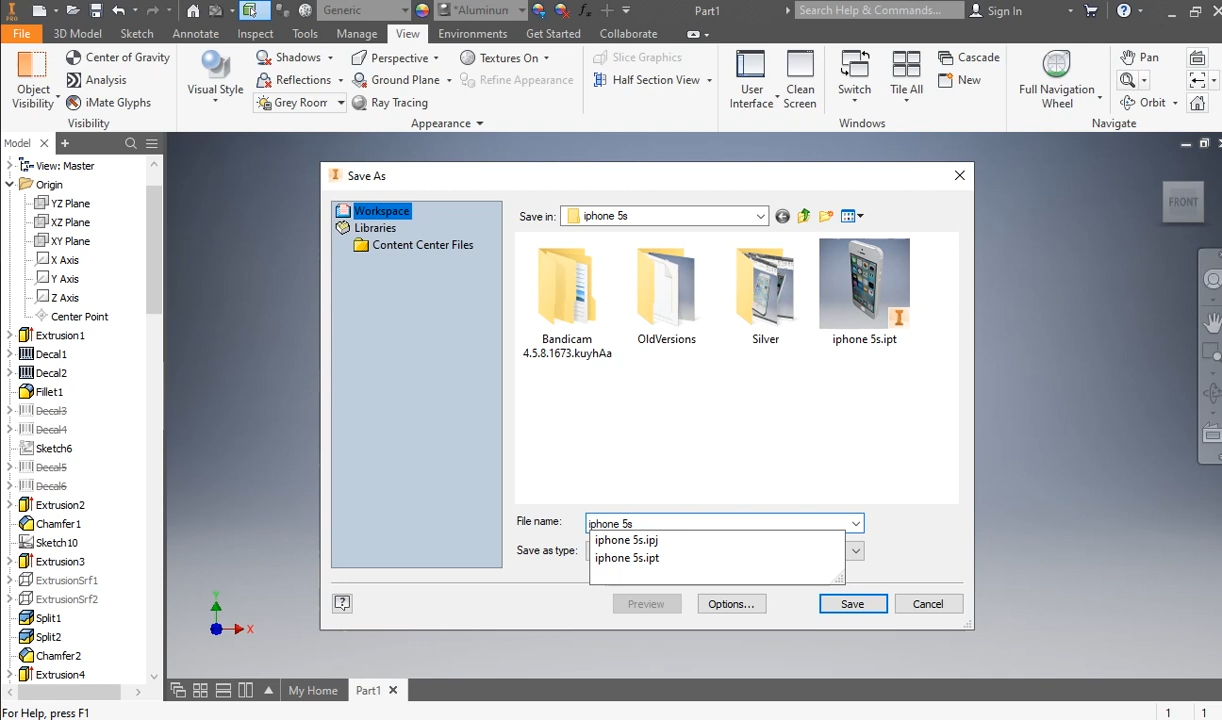 PRO
Generic
"Aluminun
Part1
Search Help & Commands...
Sign In
File
3D Model
Sketch
Annotate
Inspect
Tools
Manage
View
Environments
Get Started
Collaborate
Object
Visibility
Center of Gravity
Analysis
iMate Glyphs
Visibility
Visual Style
Shadows
Reflections
Grey Room
Perspective
Ground Plane
Ray Tracing
Textures On
Refine Appearance
Appearance
Slice Graphics
Half Section View
User
Interface
Clean
Screen
Switch
Tile All
Cascade
New
Windows
Full Navigation
Wheel
Pan
Orbit
Navigate
Model
View: Master
Origin
YZ Plane
XZ Plane
XY Plane
X Axis
Y Axis
Z Axis
Center Point
Extrusion1
Decal1
Decal2
Fillet1
Decal3
Decal4
Sketch6
Decal5
Decal6
Extrusion2
Chamfer1
Sketch10
Extrusion3
ExtrusionSrf1
ExtrusionSrf2
Split1
Split2
Chamfer2
Extrusion4
Save As
Workspace
Libraries
Content Center Files
Save in:
iphone 5s
Bandicam
4.5.8.1673.kuyhAa
OldVersions
Silver
iphone 5s.ipt
File name:
iphone 5s
iphone 5s.ipj
iphone 5s.ipt
Save as type:
Preview
Options...
Save
Cancel
FRONT
Y
X
My Home
Part1
For Help, press F1
1
1